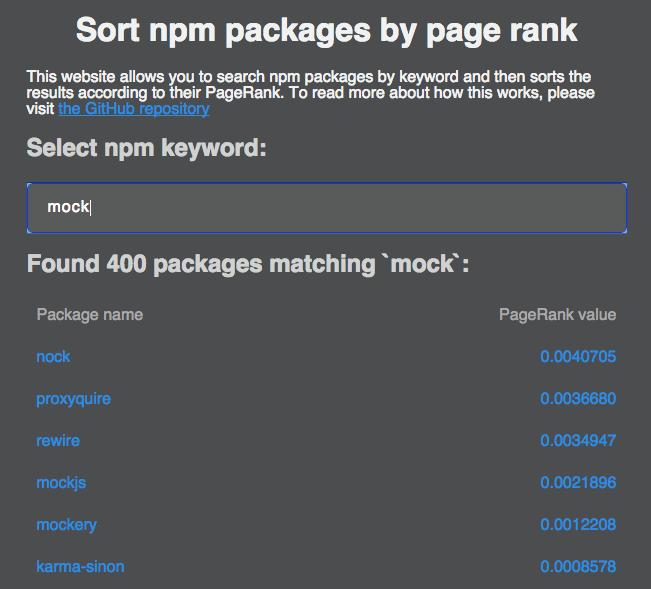 Sort npm packages by page rank
This website allows you to search npm packages by keyword and then sorts the
results according to their PageRank. To read more about how this works, please
visit the GitHub repository
Select npm keyword:
mock
Found 400 packages matching `mock`:
Package name PageRank value
nock 0.0040705
proxyquire 0.0036680
rewire 0.0034947
mockjs 0.0021896
mockery 0.0012208
karma-sinon 0.0008578